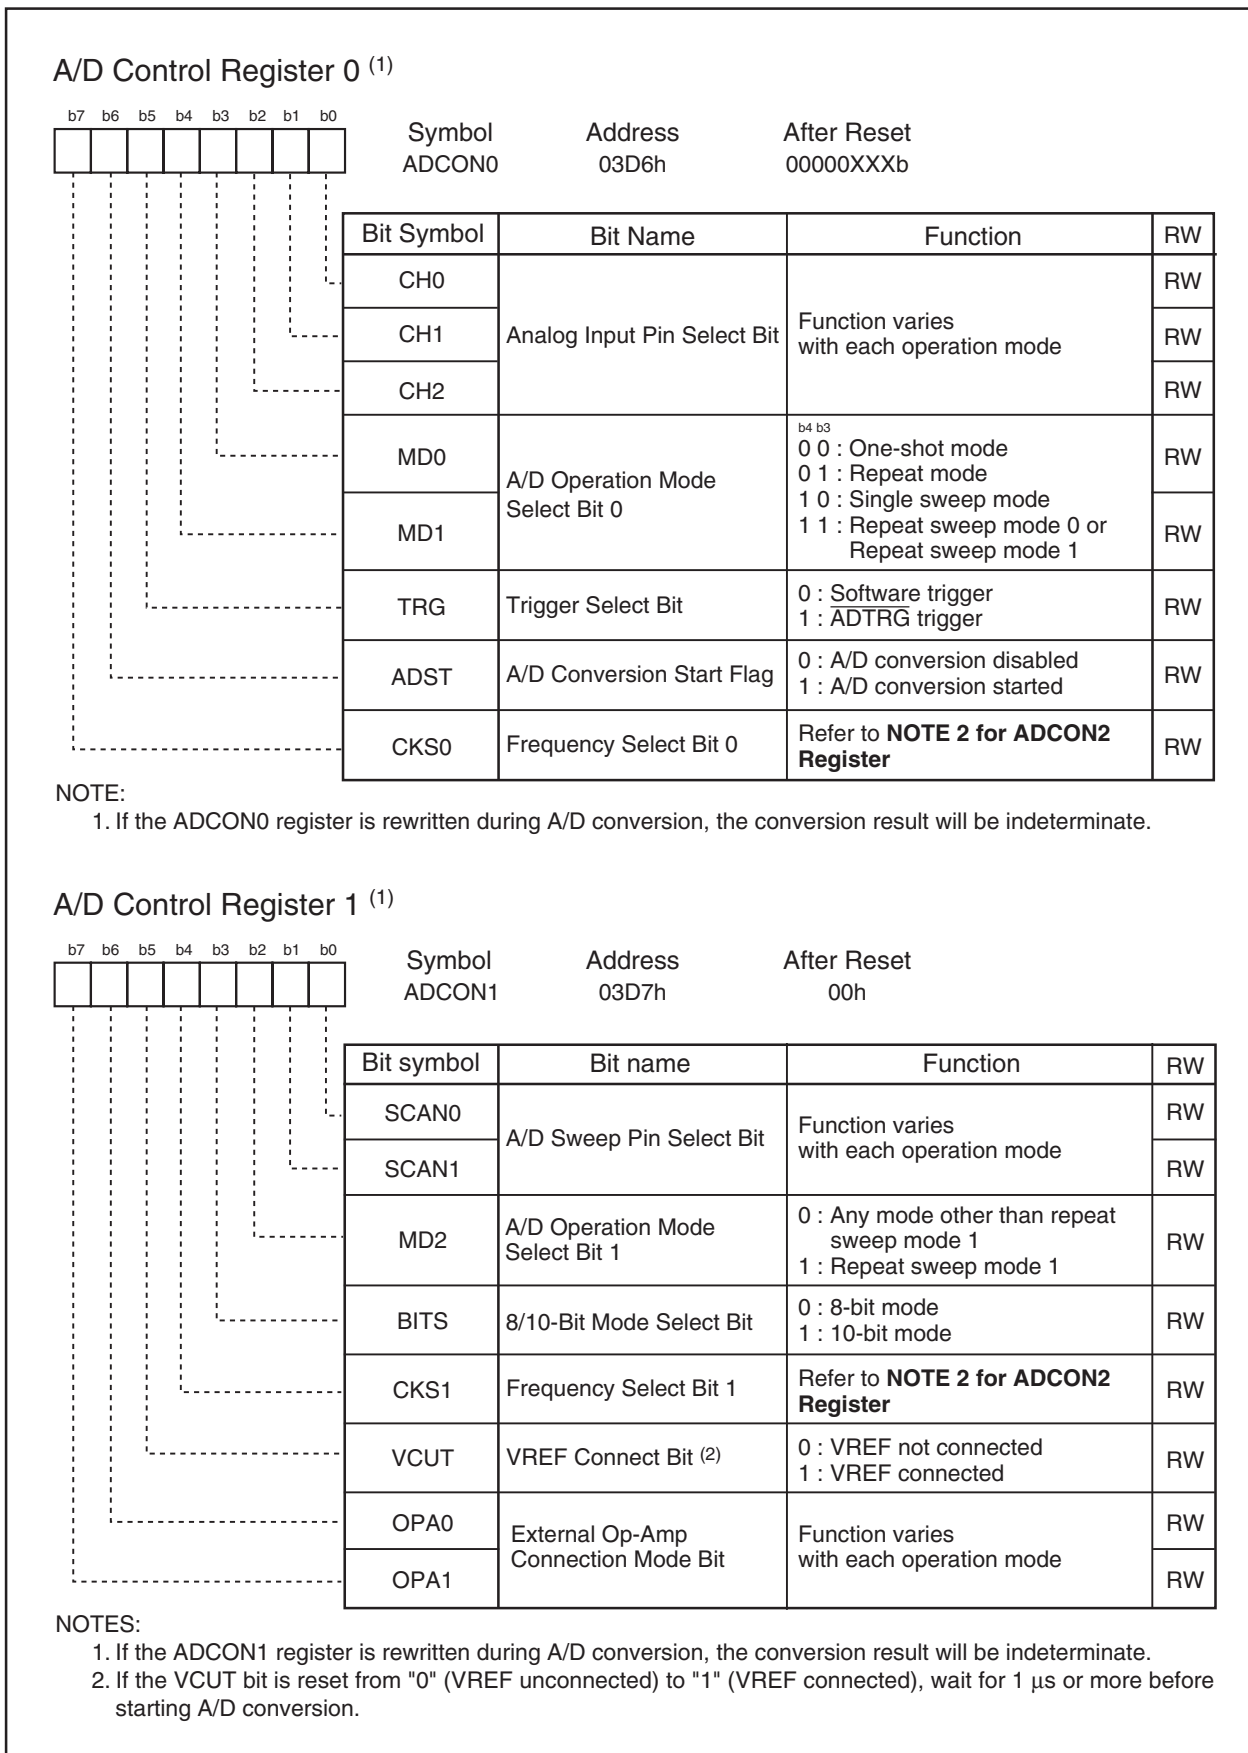 A/D Control Register 0 (1)
b7 b6 b5 b4 b3 b2 b1 b0
Symbol Address After Reset
ADCON0 03D6h 00000XXXb
Bit Symbol Bit Name Function RW
CH0 RW
CH1 Analog Input Pin Select Bit Function varies
with each operation mode RW
CH2 RW
b4 b3
MD0 0 0 : One-shot mode RW
A/D Operation Mode 0 1 : Repeat mode
Select Bit 0 1 0 : Single sweep mode
MD1 1 1 : Repeat sweep mode 0 or RW
Repeat sweep mode 1
TRG Trigger Select Bit 0 : Software trigger RW
1 : ADTRG trigger
ADST A/D Conversion Start Flag 0 : A/D conversion disabled RW
1 : A/D conversion started
CKS0 Frequency Select Bit 0 Refer to NOTE 2 for ADCON2 RW
Register
NOTE:
1. If the ADCON0 register is rewritten during A/D conversion, the conversion result will be indeterminate.
A/D Control Register 1 (1)
b7 b6 b5 b4 b3 b2 b1 b0
Symbol Address After Reset
ADCON1 03D7h 00h
Bit symbol Bit name Function RW
SCAN0 RW
A/D Sweep Pin Select Bit Function varies
with each operation mode
SCAN1 RW
MD2 A/D Operation Mode 0 : Any mode other than repeat RW
Select Bit 1 sweep mode 1
1 : Repeat sweep mode 1
BITS 8/10-Bit Mode Select Bit 0 : 8-bit mode RW
1 : 10-bit mode
CKS1 Frequency Select Bit 1 Refer to NOTE 2 for ADCON2 RW
Register
VCUT VREF Connect Bit (2) 0 : VREF not connected RW
1 : VREF connected
OPA0 RW
External Op-Amp Function varies
Connection Mode Bit with each operation mode
OPA1 RW
NOTES:
1. If the ADCON1 register is rewritten during A/D conversion, the conversion result will be indeterminate.
2. If the VCUT bit is reset from "0" (VREF unconnected) to "1" (VREF connected), wait for 1 μs or more before
starting A/D conversion.